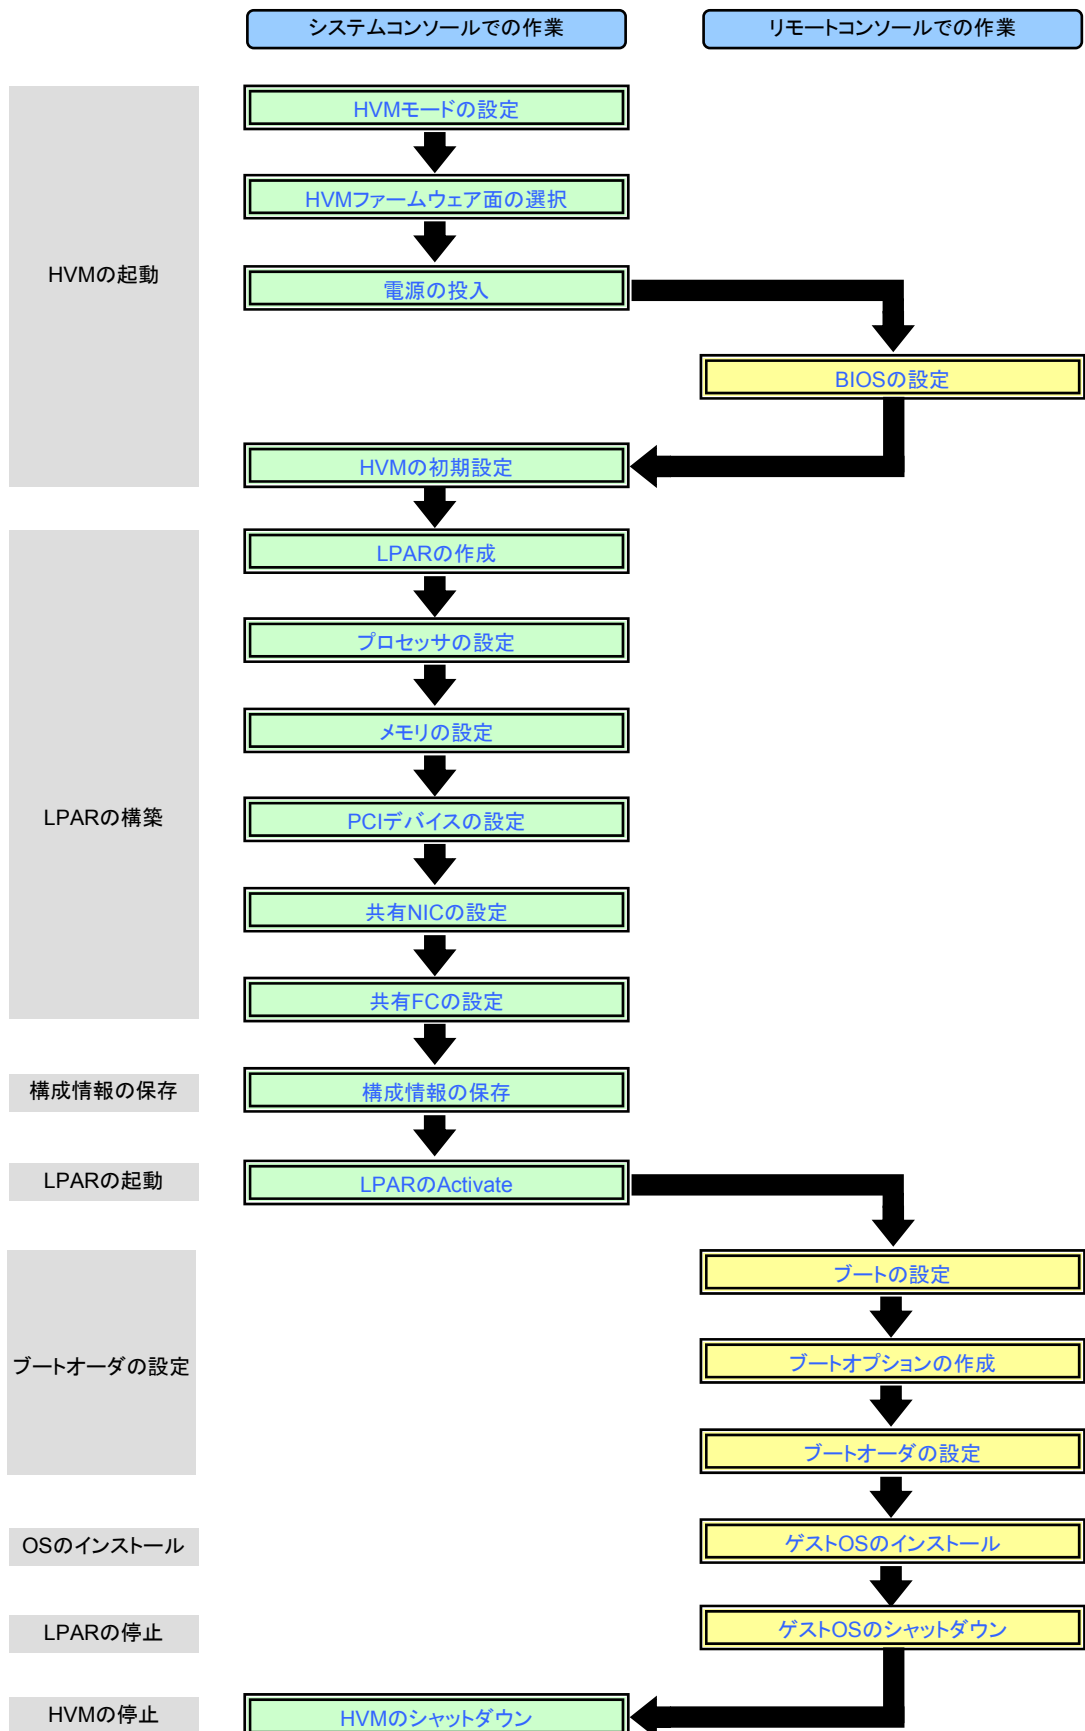 システムコンソールでの作業
リモートコンソールでの作業
HVMの起動
HVMモードの設定
HVMファームウェア面の選択
電源の投入
BIOSの設定
HVMの初期設定
LPARの構築
LPARの作成
プロセッサの設定
メモリの設定
PCIデバイスの設定
共有NICの設定
共有FCの設定
構成情報の保存
構成情報の保存
LPARの起動
LPARのActivate
ブートオーダの設定
ブートの設定
ブートオプションの作成
ブートオーダの設定
OSのインストール
ゲストOSのインストール
LPARの停止
ゲストOSのシャットダウン
HVMの停止
HVMのシャットダウン